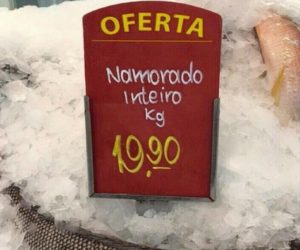 OFERTA
Namorado
Inteiro
Kg
19,90